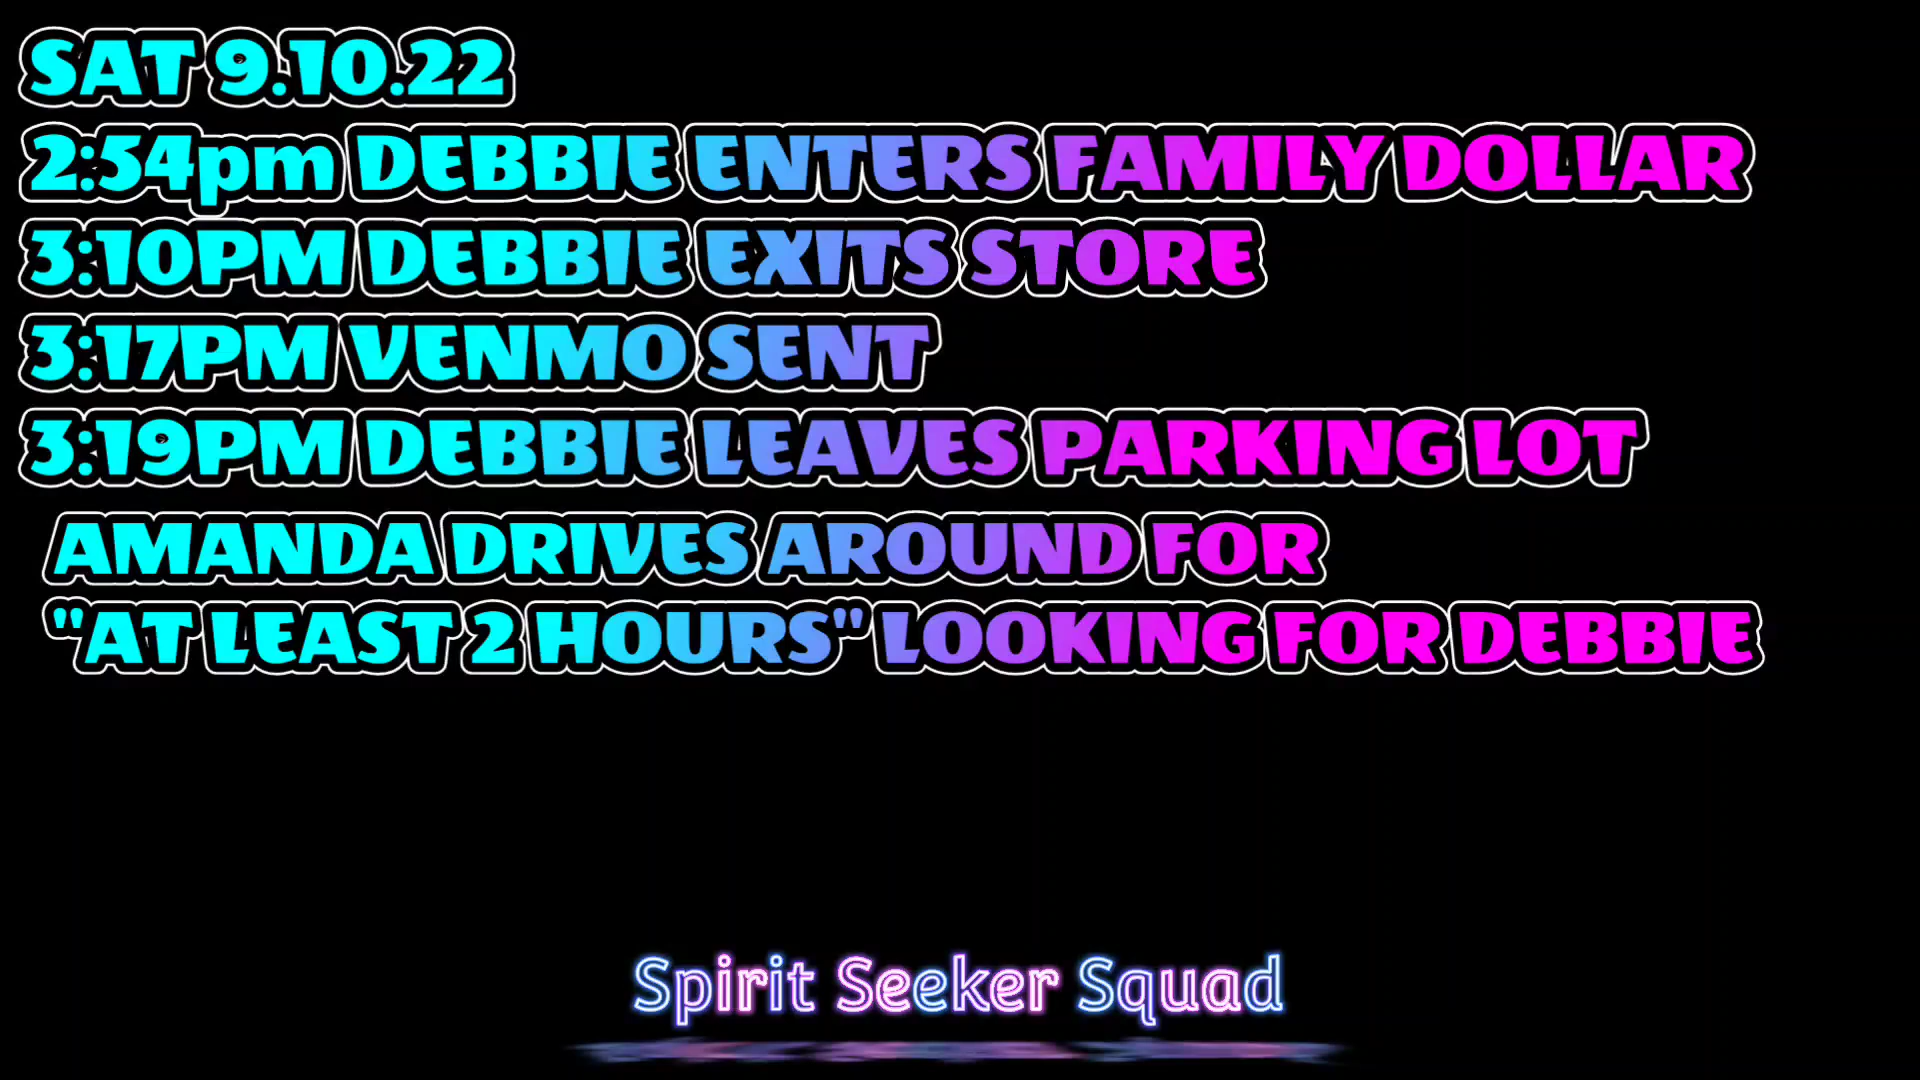 SAT 9.10.22
2:54pm DEBBIE ENTERS FAMILY DOLLAR
3:10PM DEBBIE EXITS STORE
3:17PM VENMO SENT
3:19PM DEBBIE LEAVES PARKING LOT
AMANDA DRIVES AROUND FOR
"AT LEAST 2 HOURS" LOOKING FOR DEBBIE
Spirit Seeker Squad